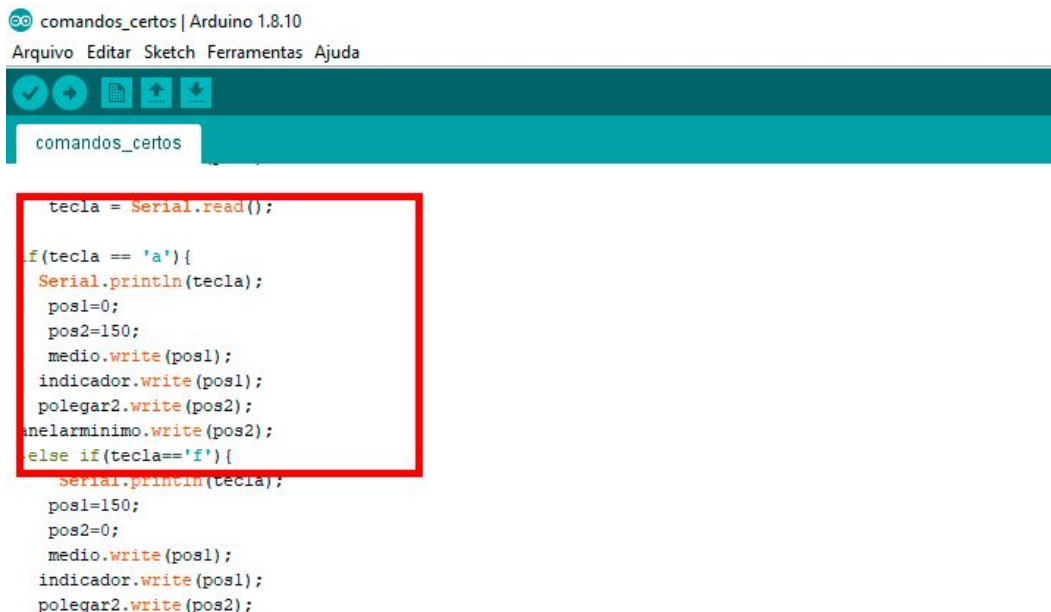 comandos_certos | Arduino 1.8.10
Arquivo Editar Sketch Ferramentas Ajuda
comandos_certos
tecla = Serial.read();
if(tecla == 'a'){
Serial.println(tecla);
pos1=0;
pos2=150;
medio.write(pos1);
indicador.write(pos1);
polegar2.write(pos2);
anelarminimo.write(pos2);
else if(tecla=='f'){
Serial.println(tecla);
pos1=150;
pos2=0;
medio.write(pos1);
indicador.write(pos1);
polegar2.write(pos2);